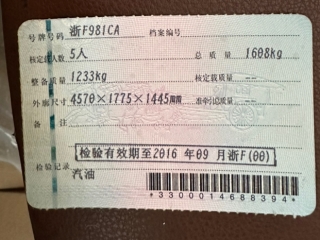 号牌号码 浙F981CA 档案编号
核定载人数 5人 总质量 1608kg
整备质量 1233kg 核定载质量 --
外廓尺寸 4570×1775×1445mm 准牵引总质量 --
备注
检验有效期至2016 年09 月浙F(00)
检验记录
汽油
*3300014688394*